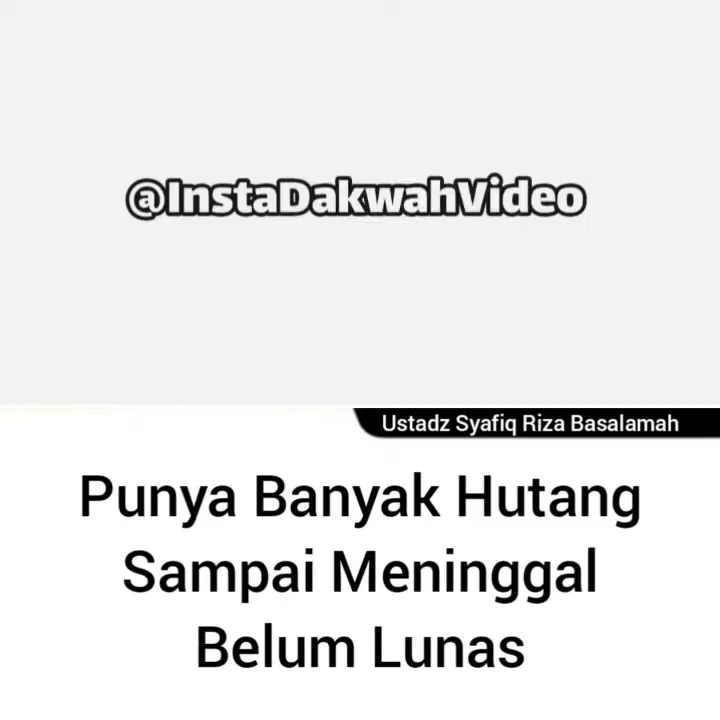 @InstaDakwahVideo
Ustadz Syafiq Riza Basalamah
Punya Banyak Hutang
Sampai Meninggal
Belum Lunas